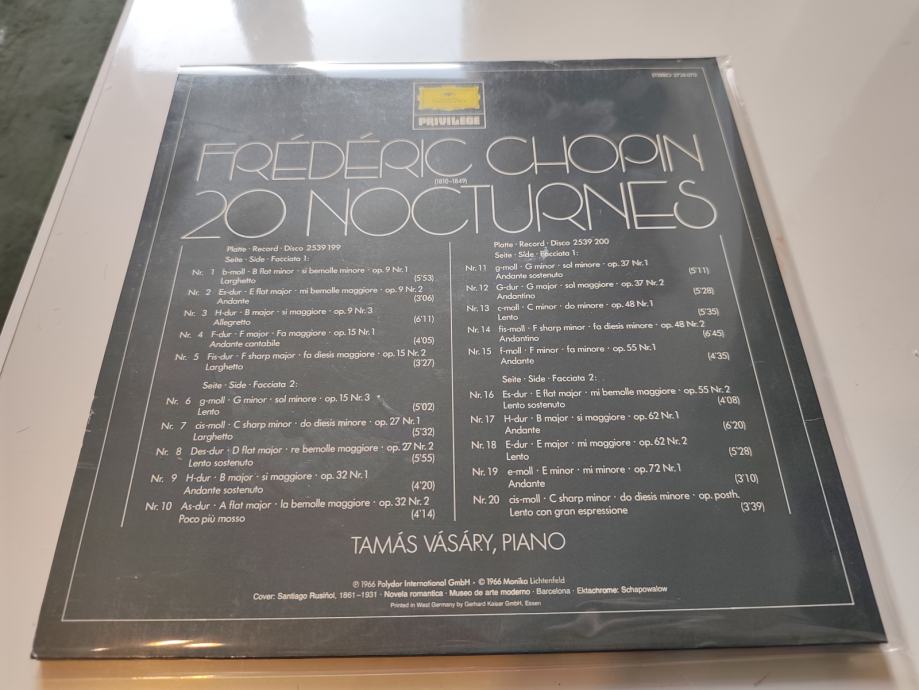 STEREO 2726 070
PRIVILEGE
FRÉDÉRIC CHOPIN
(1810-1849)
20 NOCTURNES
Platte · Record · Disco 2539 199
Seite · Side · Facciata 1:
Nr. 1 b-moll · B flat minor · si bemolle minore · op. 9 Nr. 1
Larghetto (5'53)
Nr. 2 Es-dur · E flat major · mi bemolle maggiore · op. 9 Nr. 2
Andante (3'06)
Nr. 3 H-dur · B major · si maggiore · op. 9 Nr. 3
Allegretto (6'11)
Nr. 4 F-dur · F major · Fa maggiore · op. 15 Nr. 1
Andante cantabile (4'05)
Nr. 5 Fis-dur · F sharp major · fa diesis maggiore · op. 15 Nr. 2
Larghetto (3'27)
Seite · Side · Facciata 2:
Nr. 6 g-moll · G minor · sol minore · op. 15 Nr. 3
Lento (5'02)
Nr. 7 cis-moll · C sharp minor · do diesis minore · op. 27 Nr. 1
Larghetto (5'32)
Nr. 8 Des-dur · D flat major · re bemolle maggiore · op. 27 Nr. 2
Lento sostenuto (5'55)
Nr. 9 H-dur · B major · si maggiore · op. 32 Nr. 1
Andante sostenuto (4'20)
Nr. 10 As-dur · A flat major · la bemolle maggiore · op. 32 Nr. 2
Poco più mosso (4'14)
Platte · Record · Disco 2539 200
Seite · Side · Facciata 1:
Nr. 11 g-moll · G minor · sol minore · op. 37 Nr. 1
Andante sostenuto (5'11)
Nr. 12 G-dur · G major · sol maggiore · op. 37 Nr. 2
Andantino (5'28)
Nr. 13 c-moll · C minor · do minore · op. 48 Nr. 1
Lento (5'35)
Nr. 14 fis-moll · F sharp minor · fa diesis minore · op. 48 Nr. 2
Andantino (6'45)
Nr. 15 f-moll · F minor · fa minore · op. 55 Nr. 1
Andante (4'35)
Seite · Side · Facciata 2:
Nr. 16 Es-dur · E flat major · mi bemolle maggiore · op. 55 Nr. 2
Lento sostenuto (4'08)
Nr. 17 H-dur · B major · si maggiore · op. 62 Nr. 1
Andante (6'20)
Nr. 18 E-dur · E major · mi maggiore · op. 62 Nr. 2
Lento (5'28)
Nr. 19 e-moll · E minor · mi minore · op. 72 Nr. 1
Andante (3'10)
Nr. 20 cis-moll · C sharp minor · do diesis minore · op. posth.
Lento con gran espressione (3'39)
TAMÁS VÁSÁRY, PIANO
℗ 1966 Polydor International GmbH · © 1966 Monika Lichtenfeld
Cover: Santiago Rusiñol, 1861-1931 · Novela romantica · Museo de arte moderno · Barcelona · Ektachrome: Schapowalow
Printed in West Germany by Gerhard Kaiser GmbH, Essen